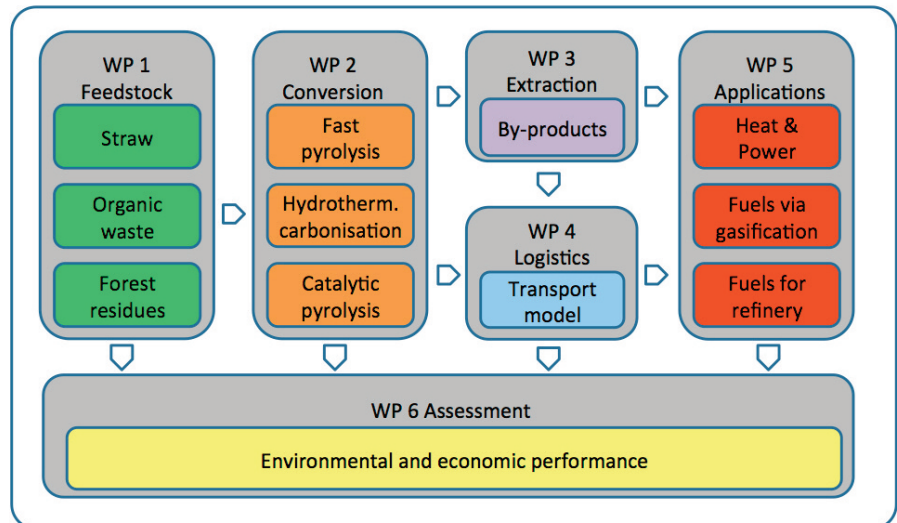 WP 1
Feedstock
Straw
Organic
waste
Forest
residues
WP 2
Conversion
Fast
pyrolysis
Hydrotherm.
carbonisation
Catalytic
pyrolysis
WP 3
Extraction
By-products
WP 4
Logistics
Transport
model
WP 5
Applications
Heat &
Power
Fuels via
gasification
Fuels for
refinery
WP 6 Assessment
Environmental and economic performance